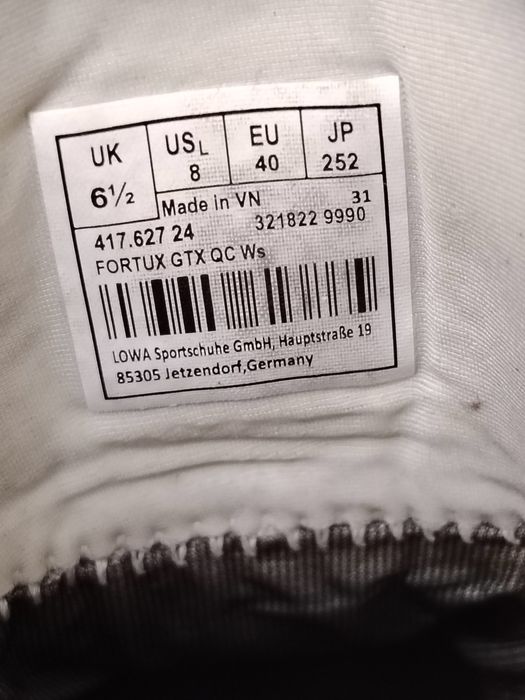 UK USL EU JP
6½ 8 40 252
Made in VN 31
417.627 24 321822 9990
FORTUX GTX QC Ws
LOWA Sportschuhe GmbH, Hauptstraße 19
85305 Jetzendorf,Germany